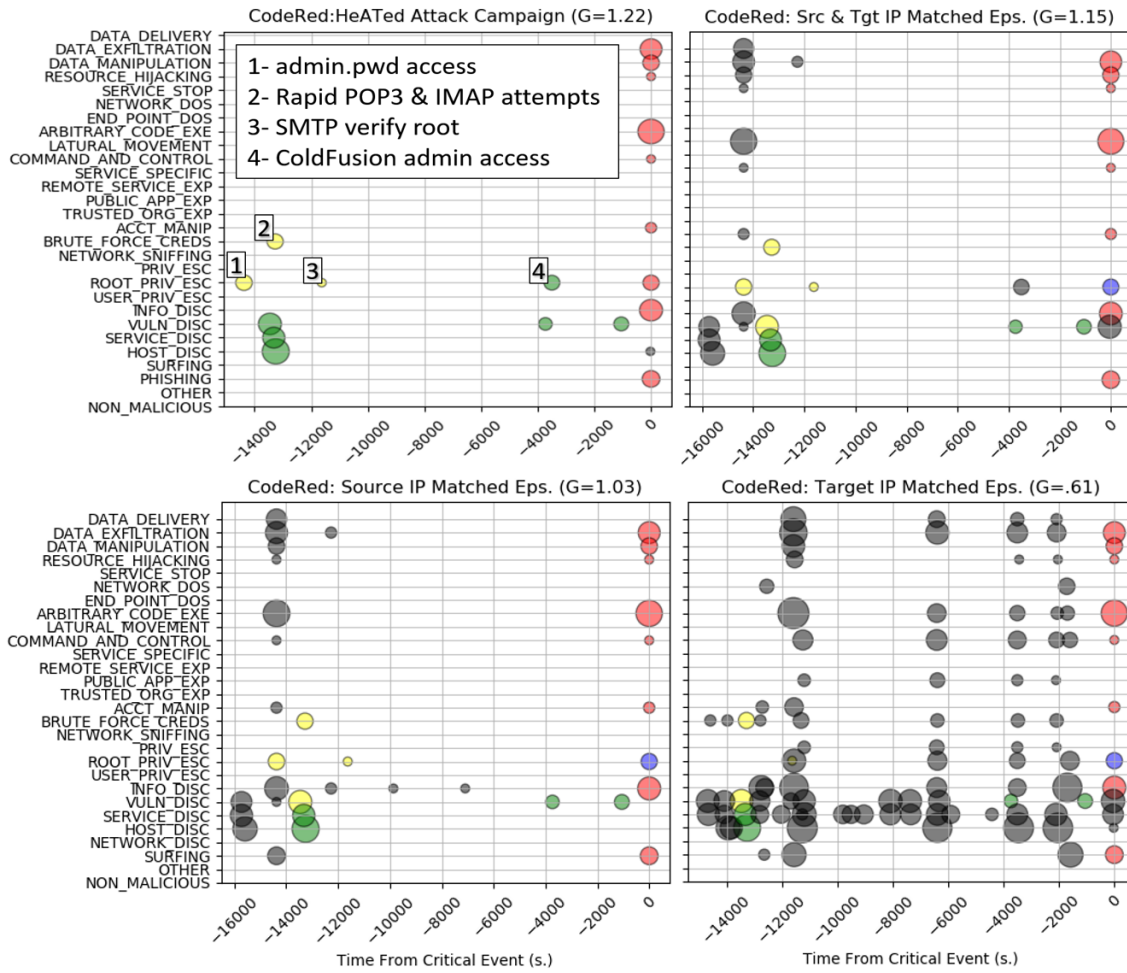 CodeRed:HeATed Attack Campaign (G=1.22)
CodeRed: Src & Tgt IP Matched Eps. (G=1.15)
DATA_DELIVERY
DATA_EXFILTRATION
DATA_MANIPULATION
RESOURCE_HIJACKING
SERVICE_STOP
NETWORK_DOS
END_POINT_DOS
ARBITRARY_CODE_EXE
LATURAL_MOVEMENT
COMMAND_AND_CONTROL
SERVICE_SPECIFIC
REMOTE_SERVICE_EXP
PUBLIC_APP_EXP
TRUSTED_ORG_EXP
ACCT_MANIP
BRUTE_FORCE_CREDS
NETWORK_SNIFFING
PRIV_ESC
ROOT_PRIV_ESC
USER_PRIV_ESC
INFO_DISC
VULN_DISC
SERVICE_DISC
HOST_DISC
SURFING
PHISHING
OTHER
NON_MALICIOUS
1- admin.pwd access
2- Rapid POP3 & IMAP attempts
3- SMTP verify root
4- ColdFusion admin access
2
1
3
4
−14000
−12000
−10000
−8000
−6000
−4000
−2000
0
−16000
−14000
−12000
−10000
−8000
−6000
−4000
−2000
0
CodeRed: Source IP Matched Eps. (G=1.03)
CodeRed: Target IP Matched Eps. (G=.61)
DATA_DELIVERY
DATA_EXFILTRATION
DATA_MANIPULATION
RESOURCE HIJACKING
SERVICE_STOP
NETWORK_DOS
END_POINT_DOS
ARBITRARY_CODE_EXE
LATURAL_MOVEMENT
COMMAND_AND_CONTROL
SERVICE_SPECIFIC
REMOTE_SERVICE_EXP
PUBLIC_APP_EXP
TRUSTED_ORG_EXP
ACCT_MANIP
BRUTE_FORCE_CREDS
NETWORK_SNIFFING
PRIV_ESC
ROOT_PRIV_ESC
USER_PRIV_ESC
INFO_DISC
VULN_DISC
SERVICE_DISC
HOST_DISC
NETWORK_DISC
SURFING
OTHER
NON_MALICIOUS
−16000
−14000
−12000
−10000
−8000
−6000
−4000
−2000
0
−14000
−12000
−10000
−8000
−6000
−4000
−2000
0
Time From Critical Event (s.)
Time From Critical Event (s.)